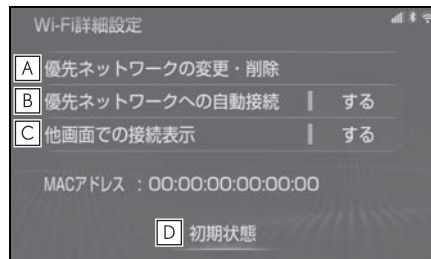 Wi-Fi詳細設定
A 優先ネットワークの変更・削除
B 優先ネットワークへの自動接続 する
C 他画面での接続表示 する
MACアドレス : 00:00:00:00:00:00
D 初期状態